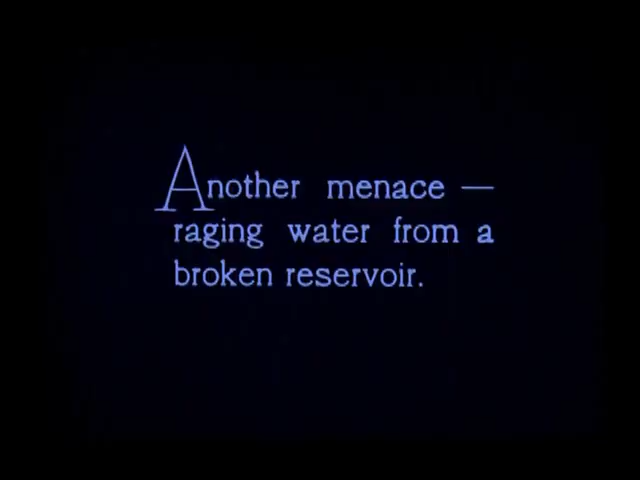 Another menace —
raging water from a
broken reservoir.